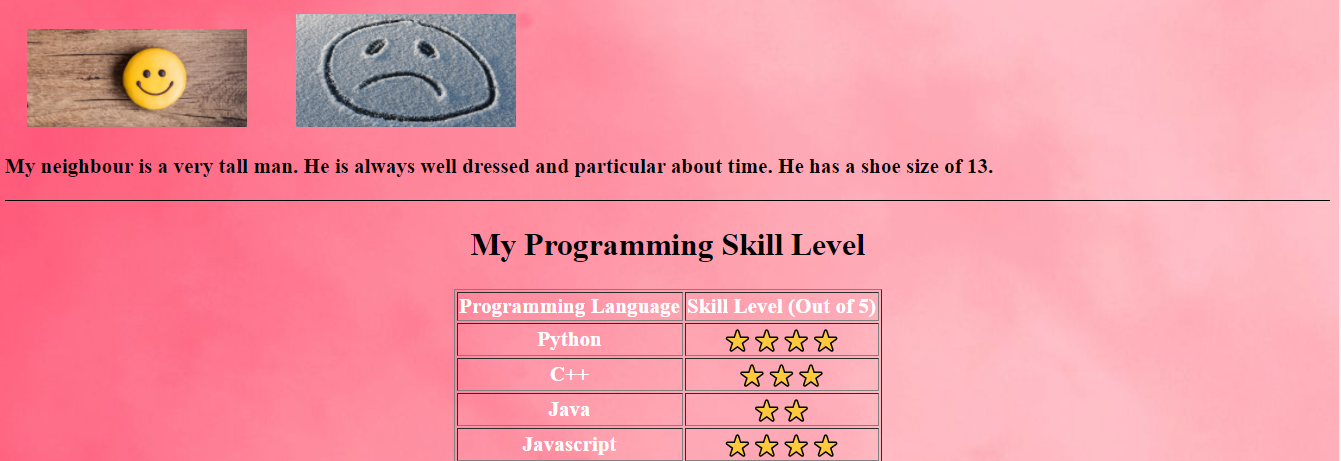 My neighbour is a very tall man. He is always well dressed and particular about time. He has a shoe size of 13.
My Programming Skill Level
Programming Language Skill Level (Out of 5)
Python
C++
Java
Javascript